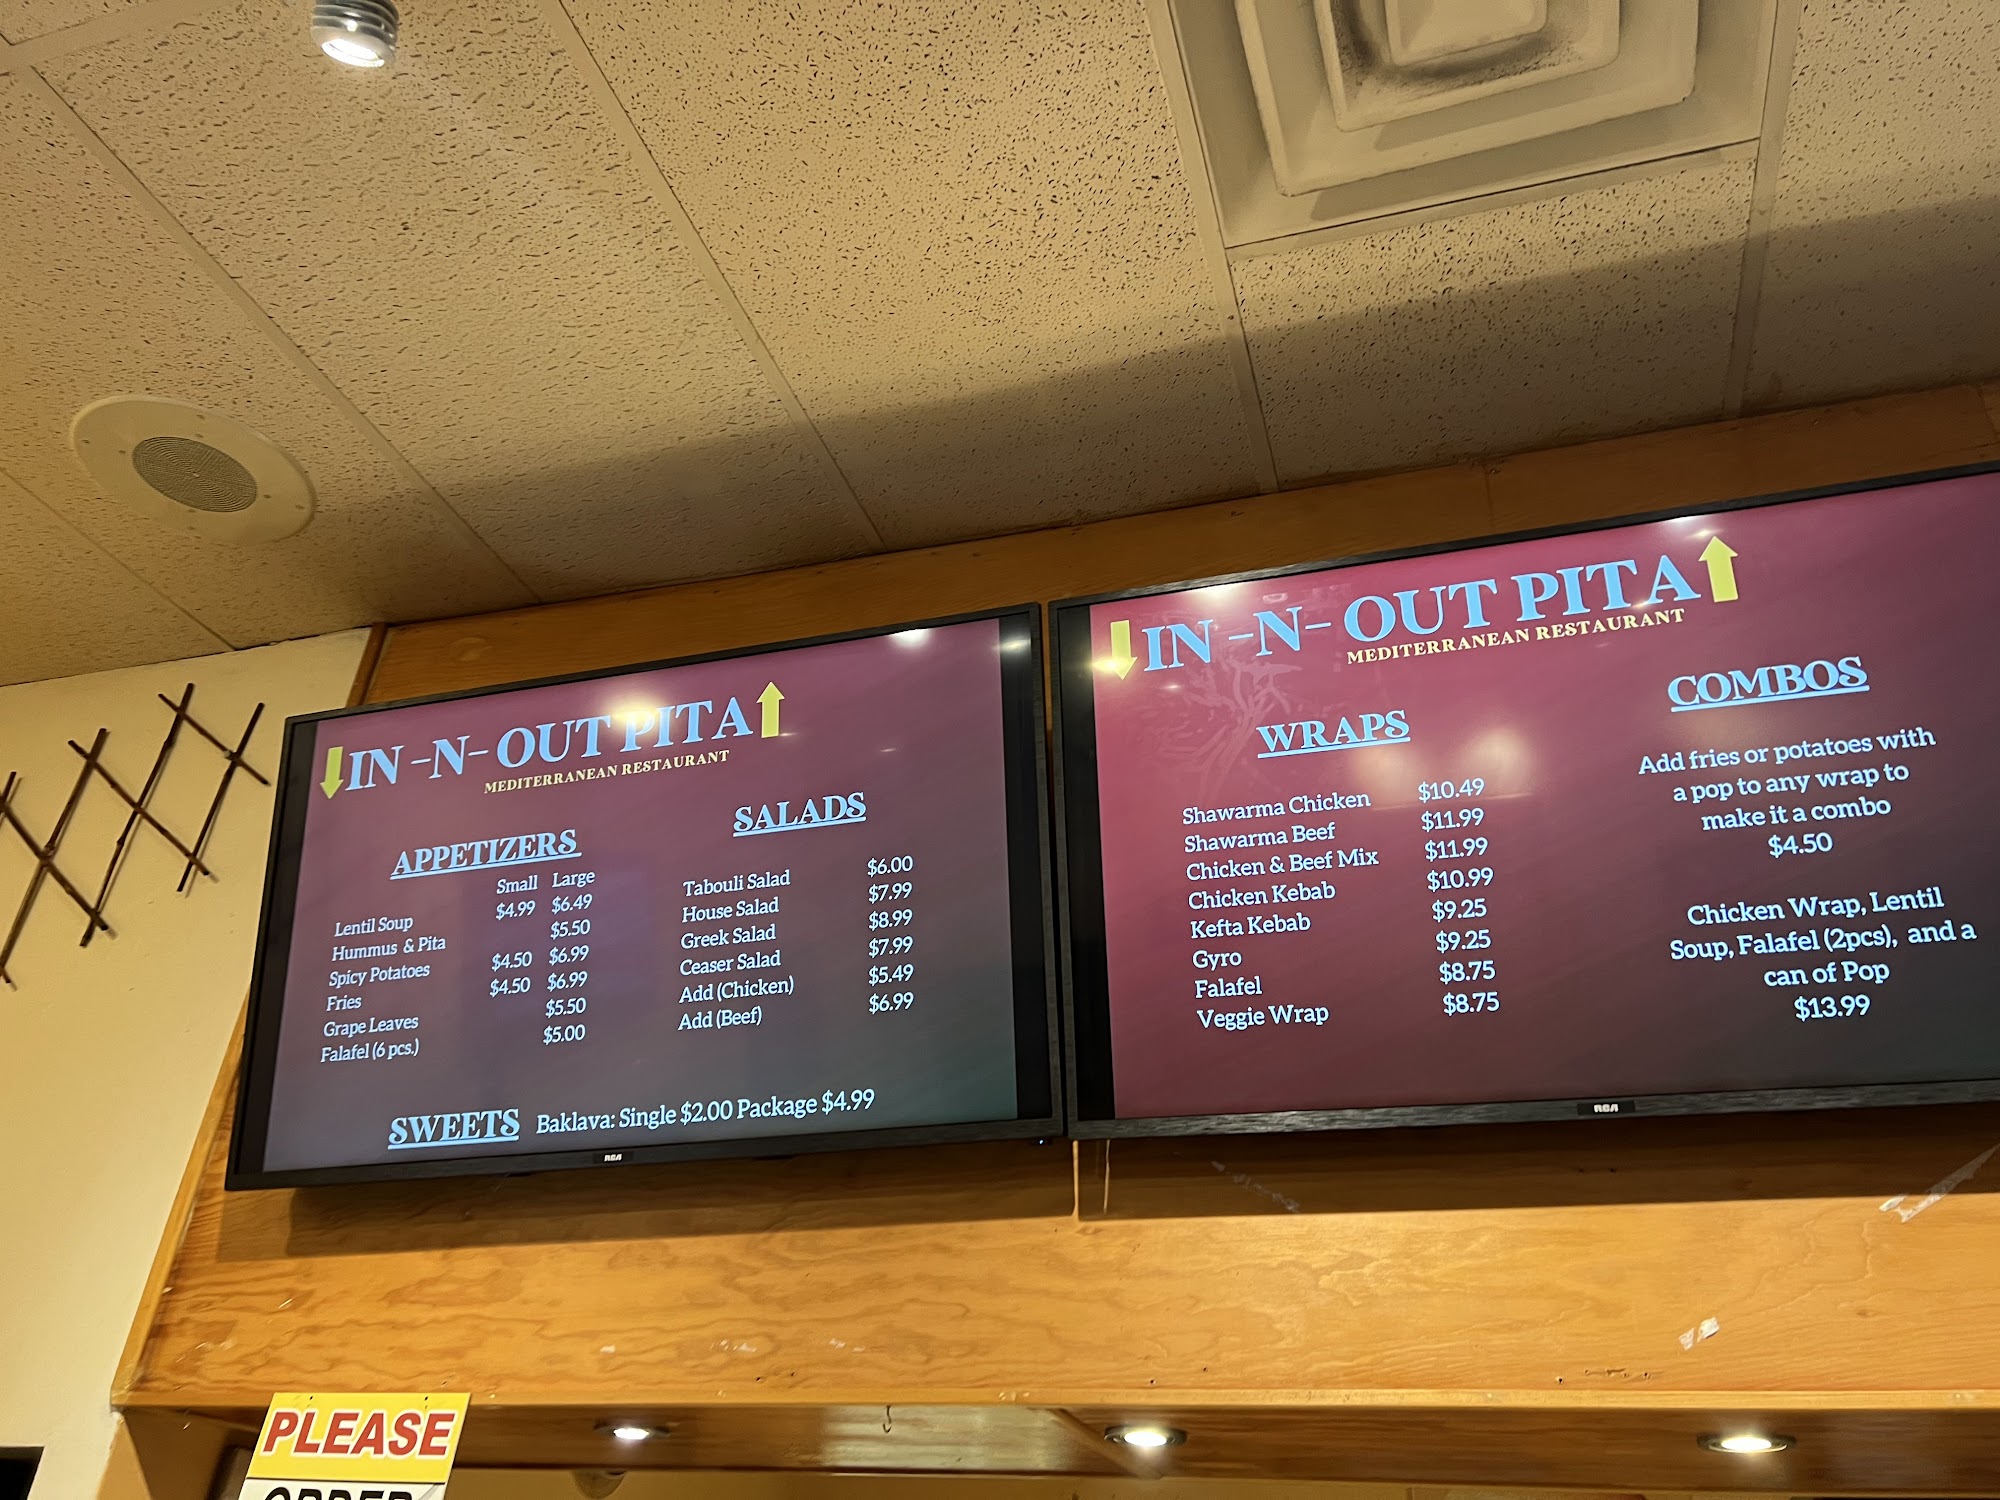 IN -N- OUT PITA
MEDITERRANEAN RESTAURANT
APPETIZERS
Small Large
Lentil Soup $4.99 $6.49
Hummus & Pita $5.50
Spicy Potatoes $4.50 $6.99
Fries $4.50 $6.99
Grape Leaves $5.50
Falafel (6 pcs.) $5.00
SALADS
Tabouli Salad $6.00
House Salad $7.99
Greek Salad $8.99
Ceaser Salad $7.99
Add (Chicken) $5.49
Add (Beef) $6.99
SWEETS Baklava: Single $2.00 Package $4.99
RCA
IN -N- OUT PITA
MEDITERRANEAN RESTAURANT
WRAPS
Shawarma Chicken $10.49
Shawarma Beef $11.99
Chicken & Beef Mix $11.99
Chicken Kebab $10.99
Kefta Kebab $9.25
Gyro $9.25
Falafel $8.75
Veggie Wrap $8.75
COMBOS
Add fries or potatoes with
a pop to any wrap to
make it a combo
$4.50
Chicken Wrap, Lentil
Soup, Falafel (2pcs), and a
can of Pop
$13.99
RCA
PLEASE
ORDER